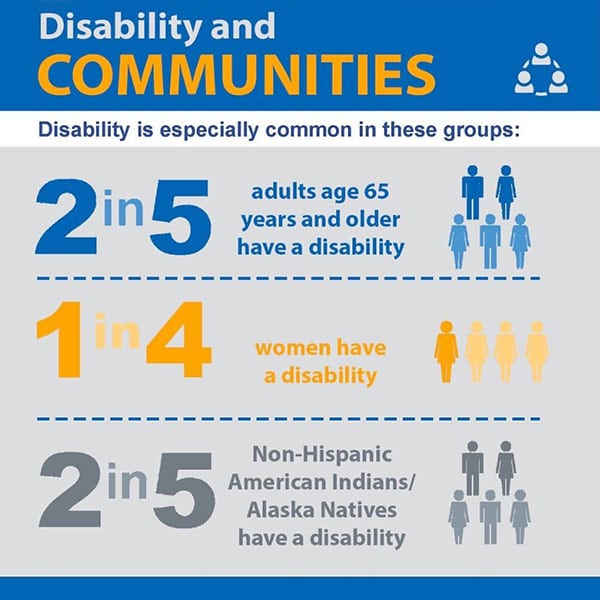 Disability and
COMMUNITIES
Disability is especially common in these groups:
2 in 5
adults age 65
years and older
have a disability
1 in 4
women have
a disability
2 in 5
Non-Hispanic
American Indians/
Alaska Natives
have a disability